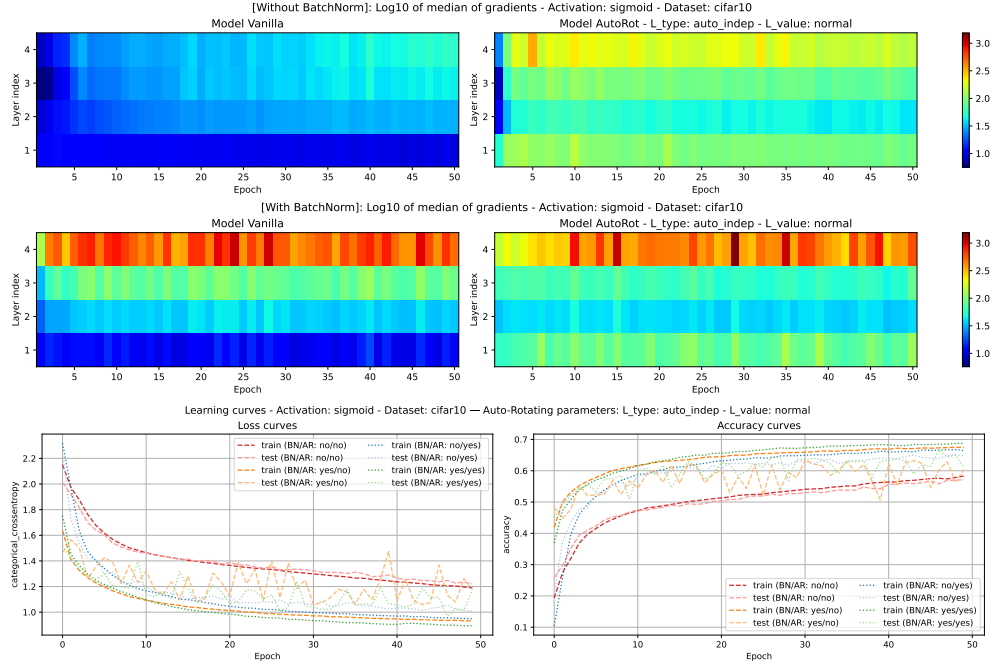 [Without BatchNorm]: Log10 of median of gradients - Activation: sigmoid - Dataset: cifar10
Model Vanilla
Model AutoRot - L_type: auto_indep - L_value: normal
Layer index
4
3
2
1
5 10 15 20 25 30 35 40 45 50
Epoch
4
3
2
1
5 10 15 20 25 30 35 40 45 50
Epoch
3.0
2.5
2.0
1.5
1.0
[With BatchNorm]: Log10 of median of gradients - Activation: sigmoid - Dataset: cifar10
Model Vanilla
Model AutoRot - L_type: auto_indep - L_value: normal
Layer index
4
3
2
1
5 10 15 20 25 30 35 40 45 50
Epoch
4
3
2
1
5 10 15 20 25 30 35 40 45 50
Epoch
3.0
2.5
2.0
1.5
1.0
Learning curves - Activation: sigmoid - Dataset: cifar10 — Auto-Rotating parameters: L_type: auto_indep - L_value: normal
Loss curves
categorical_crossentropy
2.2
2.0
1.8
1.6
1.4
1.2
1.0
train (BN/AR: no/no)
test (BN/AR: no/no)
train (BN/AR: yes/no)
test (BN/AR: yes/no)
train (BN/AR: no/yes)
test (BN/AR: no/yes)
train (BN/AR: yes/yes)
test (BN/AR: yes/yes)
0 10 20 30 40 50
Epoch
Accuracy curves
accuracy
0.7
0.6
0.5
0.4
0.3
0.2
0.1
train (BN/AR: no/no)
test (BN/AR: no/no)
train (BN/AR: yes/no)
test (BN/AR: yes/no)
train (BN/AR: no/yes)
test (BN/AR: no/yes)
train (BN/AR: yes/yes)
test (BN/AR: yes/yes)
0 10 20 30 40 50
Epoch